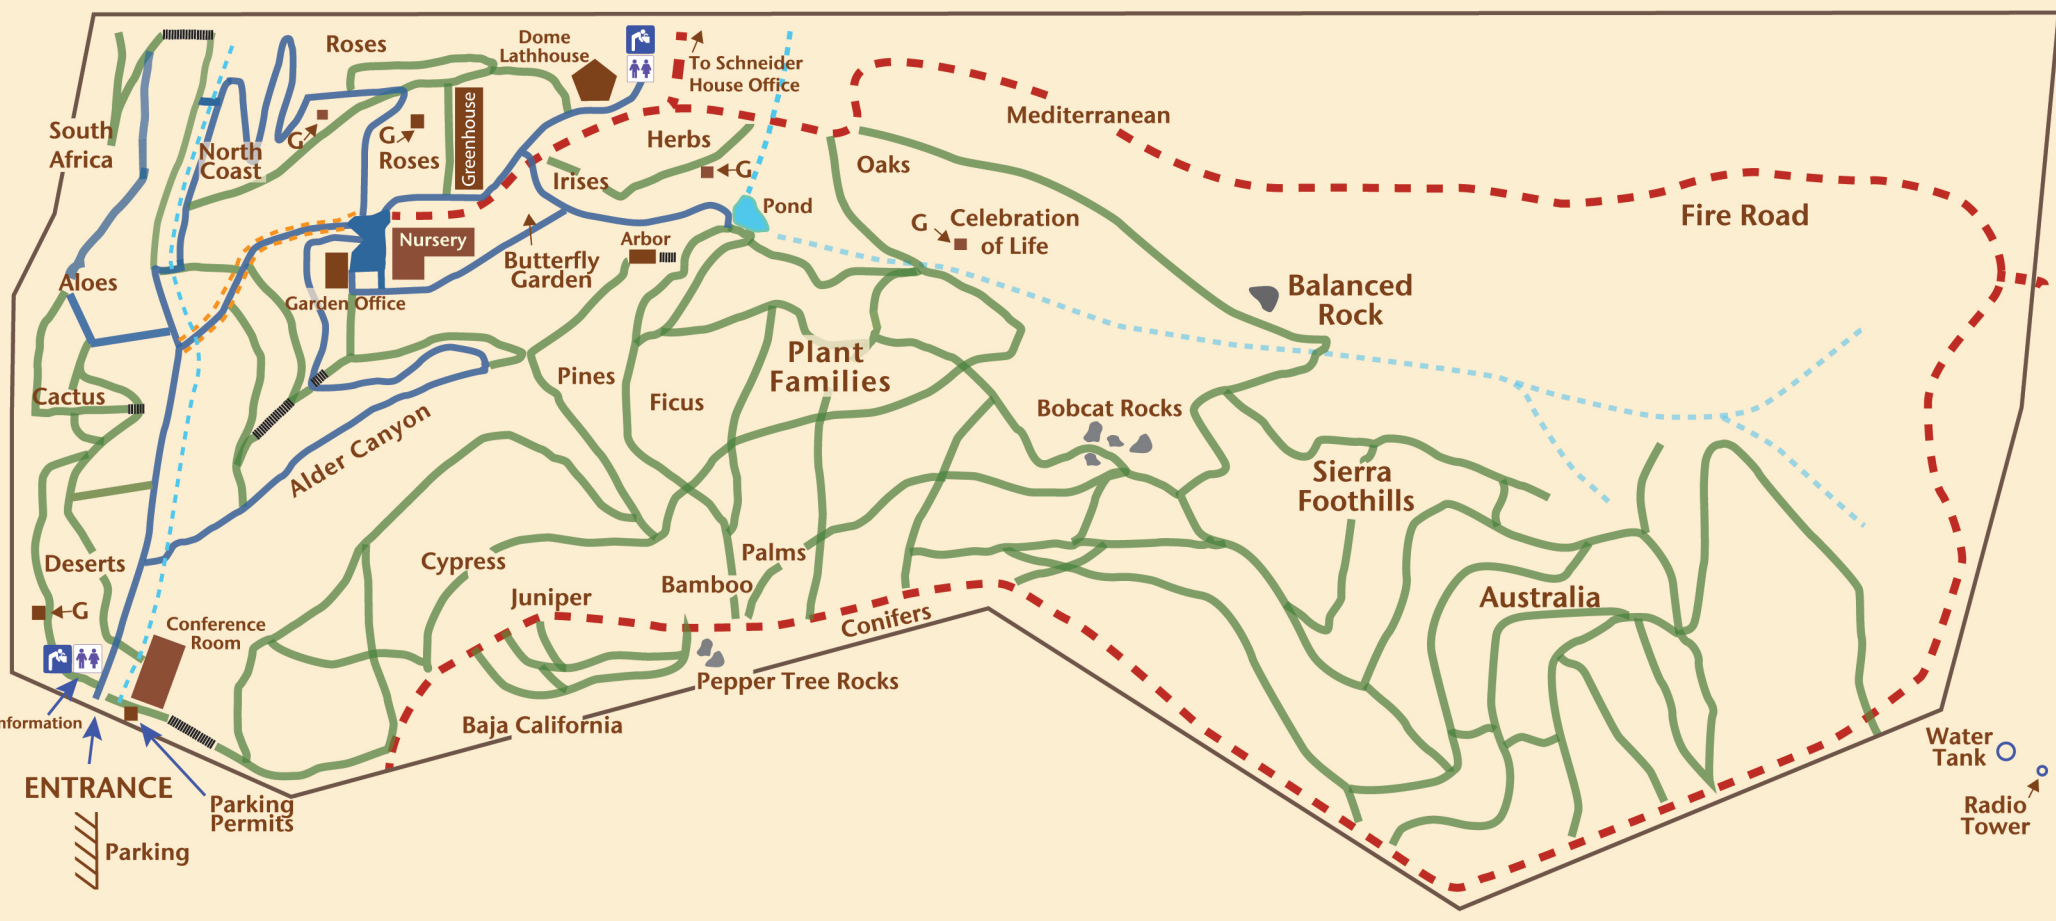 Roses
Dome
Lathhouse
To Schneider
House Office
Mediterranean
South
Africa
North
Coast
G
G
Roses
Greenhouse
Herbs
G
Irises
Oaks
Pond
Fire Road
G
Celebration
of Life
Nursery
Arbor
Butterfly
Garden
Aloes
Garden Office
Balanced
Rock
Plant
Families
Pines
Ficus
Cactus
Bobcat Rocks
Alder Canyon
Sierra
Foothills
Deserts
Cypress
Palms
Bamboo
Juniper
Australia
G
Conference
Room
Conifers
Pepper Tree Rocks
nformation
Baja California
Water
Tank
ENTRANCE
Parking
Permits
Radio
Tower
Parking